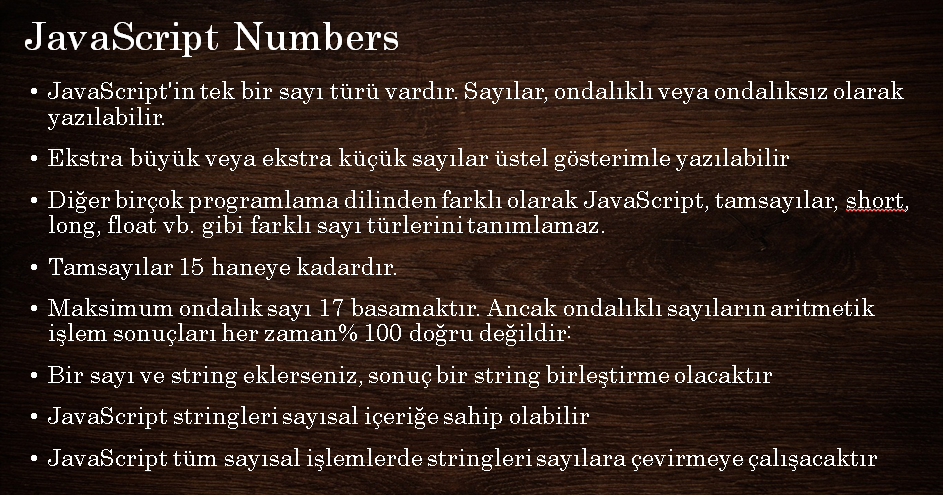 JavaScript Numbers
• JavaScript'in tek bir sayı türü vardır. Sayılar, ondalıklı veya ondalıksız olarak
yazılabilir.
• Ekstra büyük veya ekstra küçük sayılar üstel gösterimle yazılabilir
• Diğer birçok programlama dilinden farklı olarak JavaScript, tamsayılar, short,
long, float vb. gibi farklı sayı türlerini tanımlamaz.
• Tamsayılar 15 haneye kadardır.
• Maksimum ondalık sayı 17 basamaktır. Ancak ondalıklı sayıların aritmetik
işlem sonuçları her zaman% 100 doğru değildir:
• Bir sayı ve string eklerseniz, sonuç bir string birleştirme olacaktır
• JavaScript stringleri sayısal içeriğe sahip olabilir
• JavaScript tüm sayısal işlemlerde stringleri sayılara çevirmeye çalışacaktır